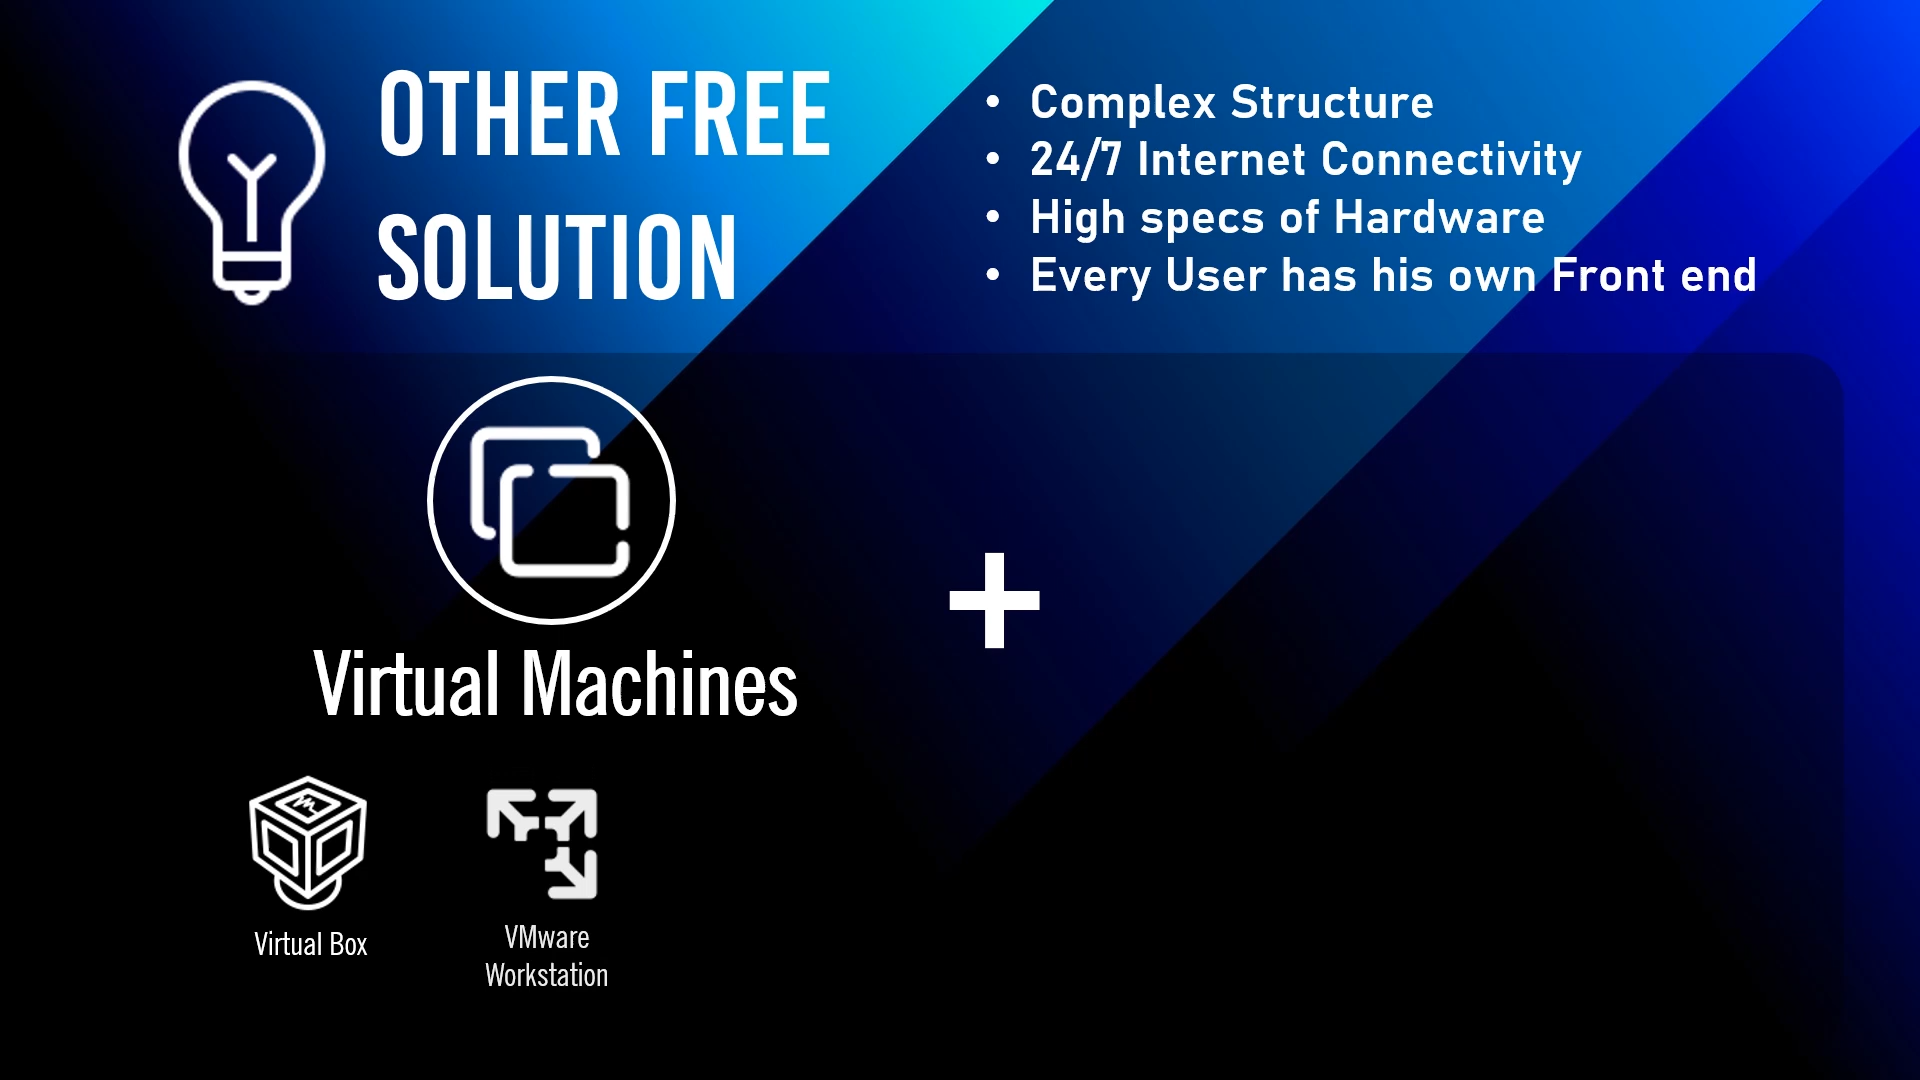 OTHER FREE
SOLUTION
• Complex Structure
• 24/7 Internet Connectivity
• High specs of Hardware
• Every User has his own Front end
Virtual Machines
+
Virtual Box
VMware
Workstation